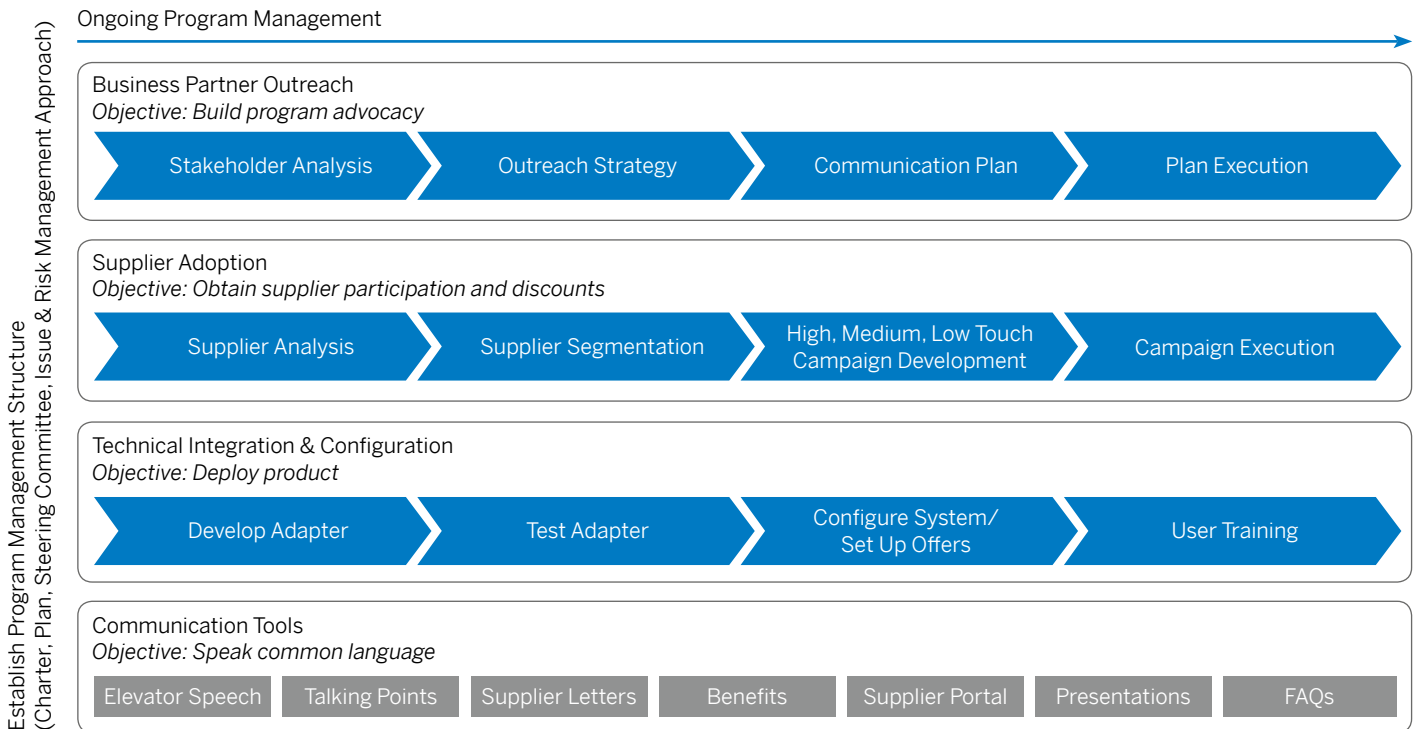 Ongoing Program Management
Establish Program Management Structure
(Charter, Plan, Steering Committee, Issue & Risk Management Approach)
Business Partner Outreach
Objective: Build program advocacy
Stakeholder Analysis
Outreach Strategy
Communication Plan
Plan Execution
Supplier Adoption
Objective: Obtain supplier participation and discounts
Supplier Analysis
Supplier Segmentation
High, Medium, Low Touch
Campaign Development
Campaign Execution
Technical Integration & Configuration
Objective: Deploy product
Develop Adapter
Test Adapter
Configure System/
Set Up Offers
User Training
Communication Tools
Objective: Speak common language
Elevator Speech
Talking Points
Supplier Letters
Benefits
Supplier Portal
Presentations
FAQs